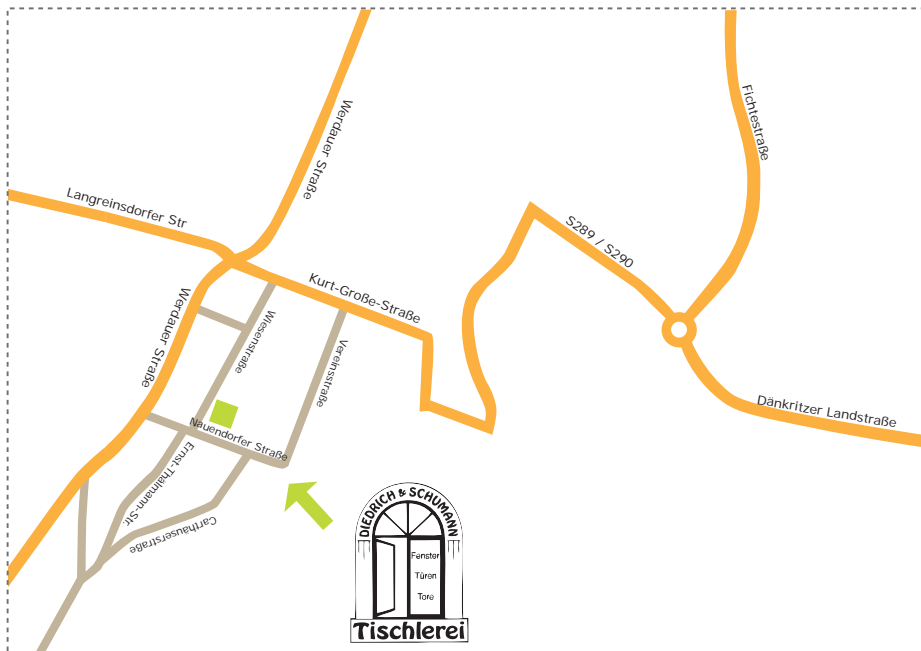 Werdauer Straße
Fichtestraße
Langreinsdorfer Str
S289 / S290
Kurt-Große-Straße
Werdauer Straße
Wiesenstraße
Vereinsstraße
Dänkritzer Landstraße
Nauendorfer Straße
Ernst-Thälmann-Str.
Carthäuserstraße
DIEDRICH & SCHUMANN
Fenster
Türen
Tore
Tischlerei